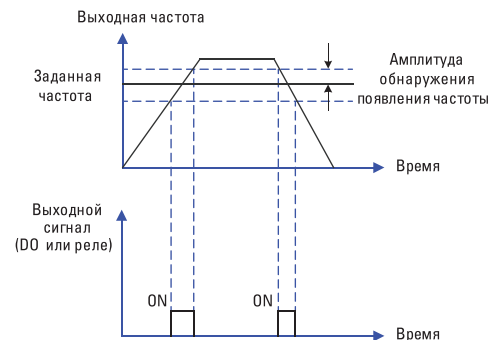 Выходная частота
Заданная
частота
Амплитуда
обнаружения
появления частоты
Время
Выходной
сигнал
(DO или реле)
ON
ON
Время